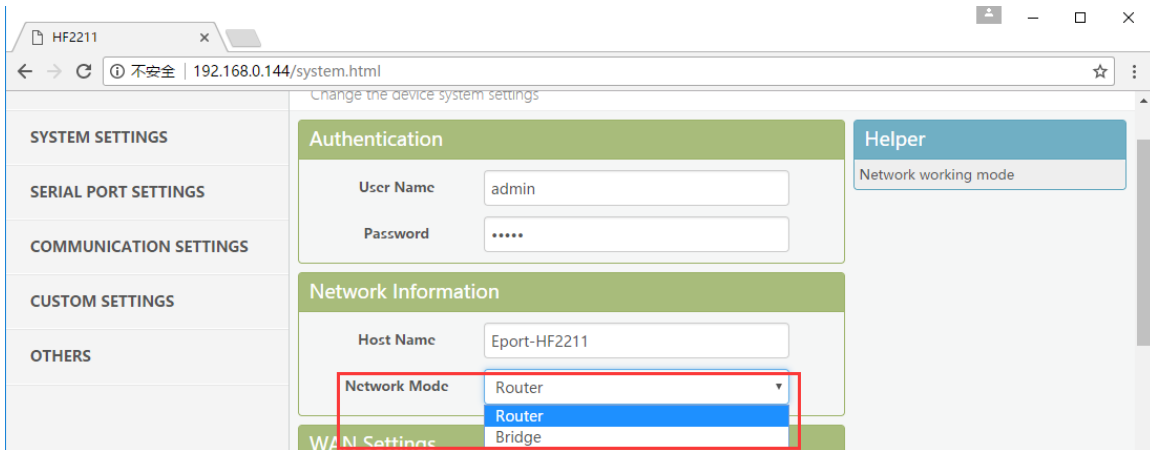 HF2211
不安全 | 192.168.0.144/system.html
Change the device system settings
SYSTEM SETTINGS
SERIAL PORT SETTINGS
COMMUNICATION SETTINGS
CUSTOM SETTINGS
OTHERS
Authentication
User Name admin
Password •••••
Network Information
Host Name Eport-HF2211
Network Mode Router
Router
Bridge
WAN Settings
Helper
Network working mode